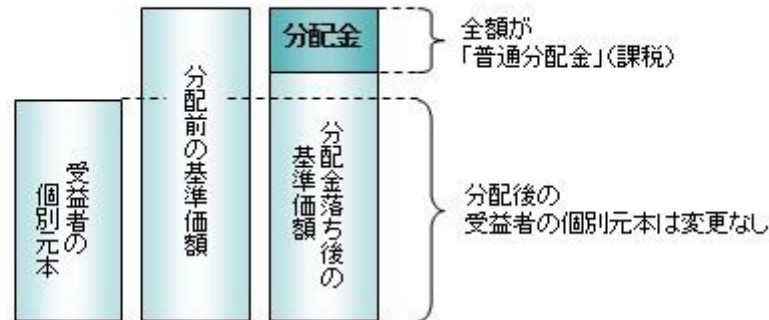 受益者の
個別元本
分配前の基準価額
分配金
分配金落ち後の
基準価額
全額が
「普通分配金」(課税)
分配後の
受益者の個別元本は変更なし